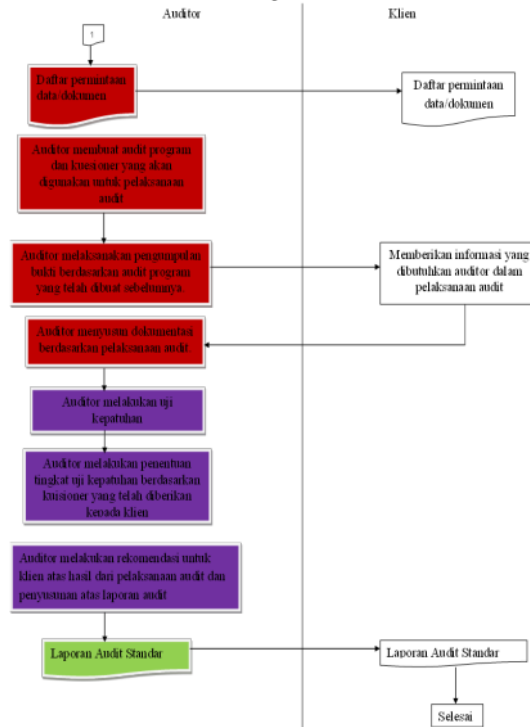 Auditor
Klien
1
Daftar permintaan
data/dokumen
Daftar permintaan
data/dokumen
Auditor membuat audit program
dan kuesioner yang akan
digunakan untuk pelaksanaan
audit
Auditor melaksanakan pengumpulan
bukti berdasarkan audit program
yang telah dibuat sebelumnya.
Memberikan informasi yang
dibutuhkan auditor dalam
pelaksanaan audit
Auditor menyusun dokumentasi
berdasarkan pelaksanaan audit.
Auditor melakukan uji
kepatuhan
Auditor melakukan penentuan
tingkat uji kepatuhan berdasarkan
kuisioner yang telah diberikan
kepada klien
Auditor melakukan rekomendasi untuk
klien atas hasil dari pelaksanaan audit dan
penyusunan atas laporan audit
Laporan Audit Standar
Laporan Audit Standar
Selesai